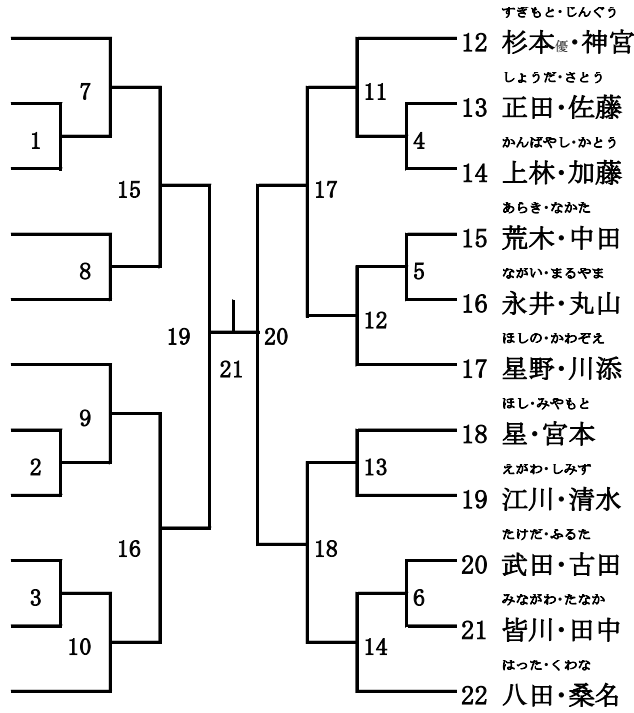 すぎもと・じんぐう
12 杉本優・神宮
7
11
しょうだ・さとう
13 正田・佐藤
1
4
かんばやし・かとう
14 上林・加藤
15
17
あらき・なかた
15 荒木・中田
8
5
ながい・まるやま
16 永井・丸山
12
19
20
ほしの・かわぞえ
21
17 星野・川添
ほし・みやもと
9
18 星・宮本
2
13
えがわ・しみず
19 江川・清水
16
18
たけだ・ふるた
20 武田・古田
3
6
みながわ・たなか
21 皆川・田中
10
14
はった・くわな
22 八田・桑名